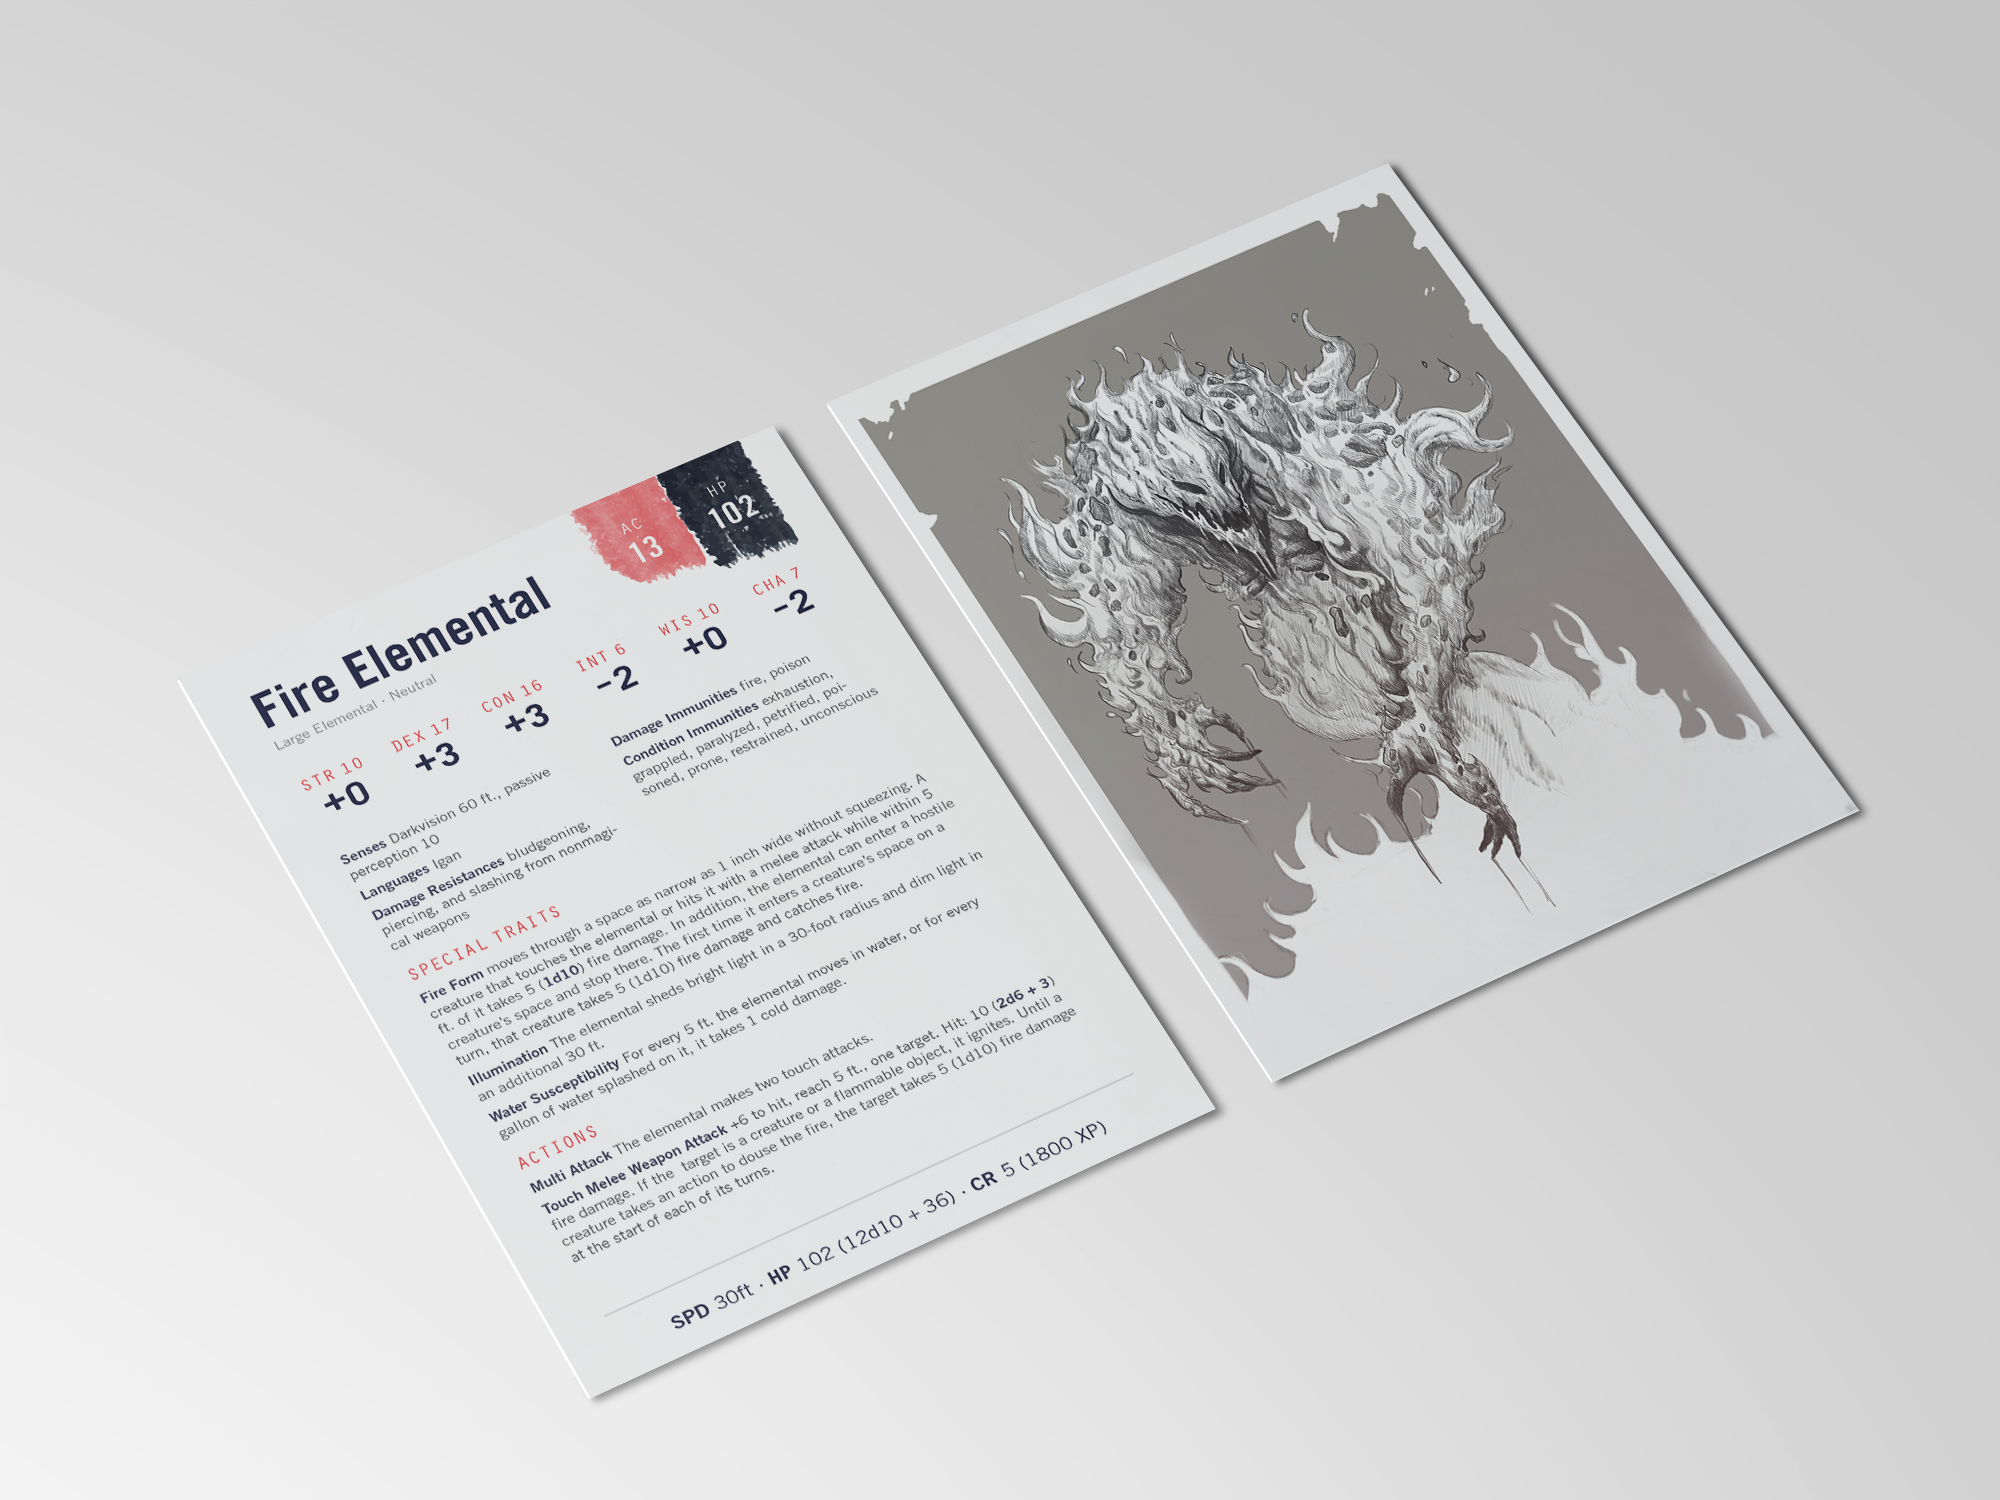 AC
13
HP
102
Fire Elemental
Large Elemental · Neutral
STR 10
+0
DEX 17
+3
CON 16
+3
INT 6
-2
WIS 10
+0
CHA 7
-2
Senses Darkvision 60 ft., passive
perception 10
Languages Igan
Damage Resistances bludgeoning,
piercing, and slashing from nonmagi-
cal weapons
Damage Immunities fire, poison
Condition Immunities exhaustion,
grappled, paralyzed, petrified, poi-
soned, prone, restrained, unconscious
SPECIAL TRAITS
Fire Form moves through a space as narrow as 1 inch wide without squeezing. A
creature that touches the elemental or hits it with a melee attack while within 5
ft. of it takes 5 (1d10) fire damage. In addition, the elemental can enter a hostile
creature's space and stop there. The first time it enters a creature's space on a
turn, that creature takes 5 (1d10) fire damage and catches fire.
Illumination The elemental sheds bright light in a 30-foot radius and dim light in
an additional 30 ft.
Water Susceptibility For every 5 ft. the elemental moves in water, or for every
gallon of water splashed on it, it takes 1 cold damage.
ACTIONS
Multi Attack The elemental makes two touch attacks.
Touch Melee Weapon Attack +6 to hit, reach 5 ft., one target. Hit: 10 (2d6 + 3)
fire damage. If the target is a creature or a flammable object, it ignites. Until a
creature takes an action to douse the fire, the target takes 5 (1d10) fire damage
at the start of each of its turns.
SPD 30ft · HP 102 (12d10 + 36) · CR 5 (1800 XP)